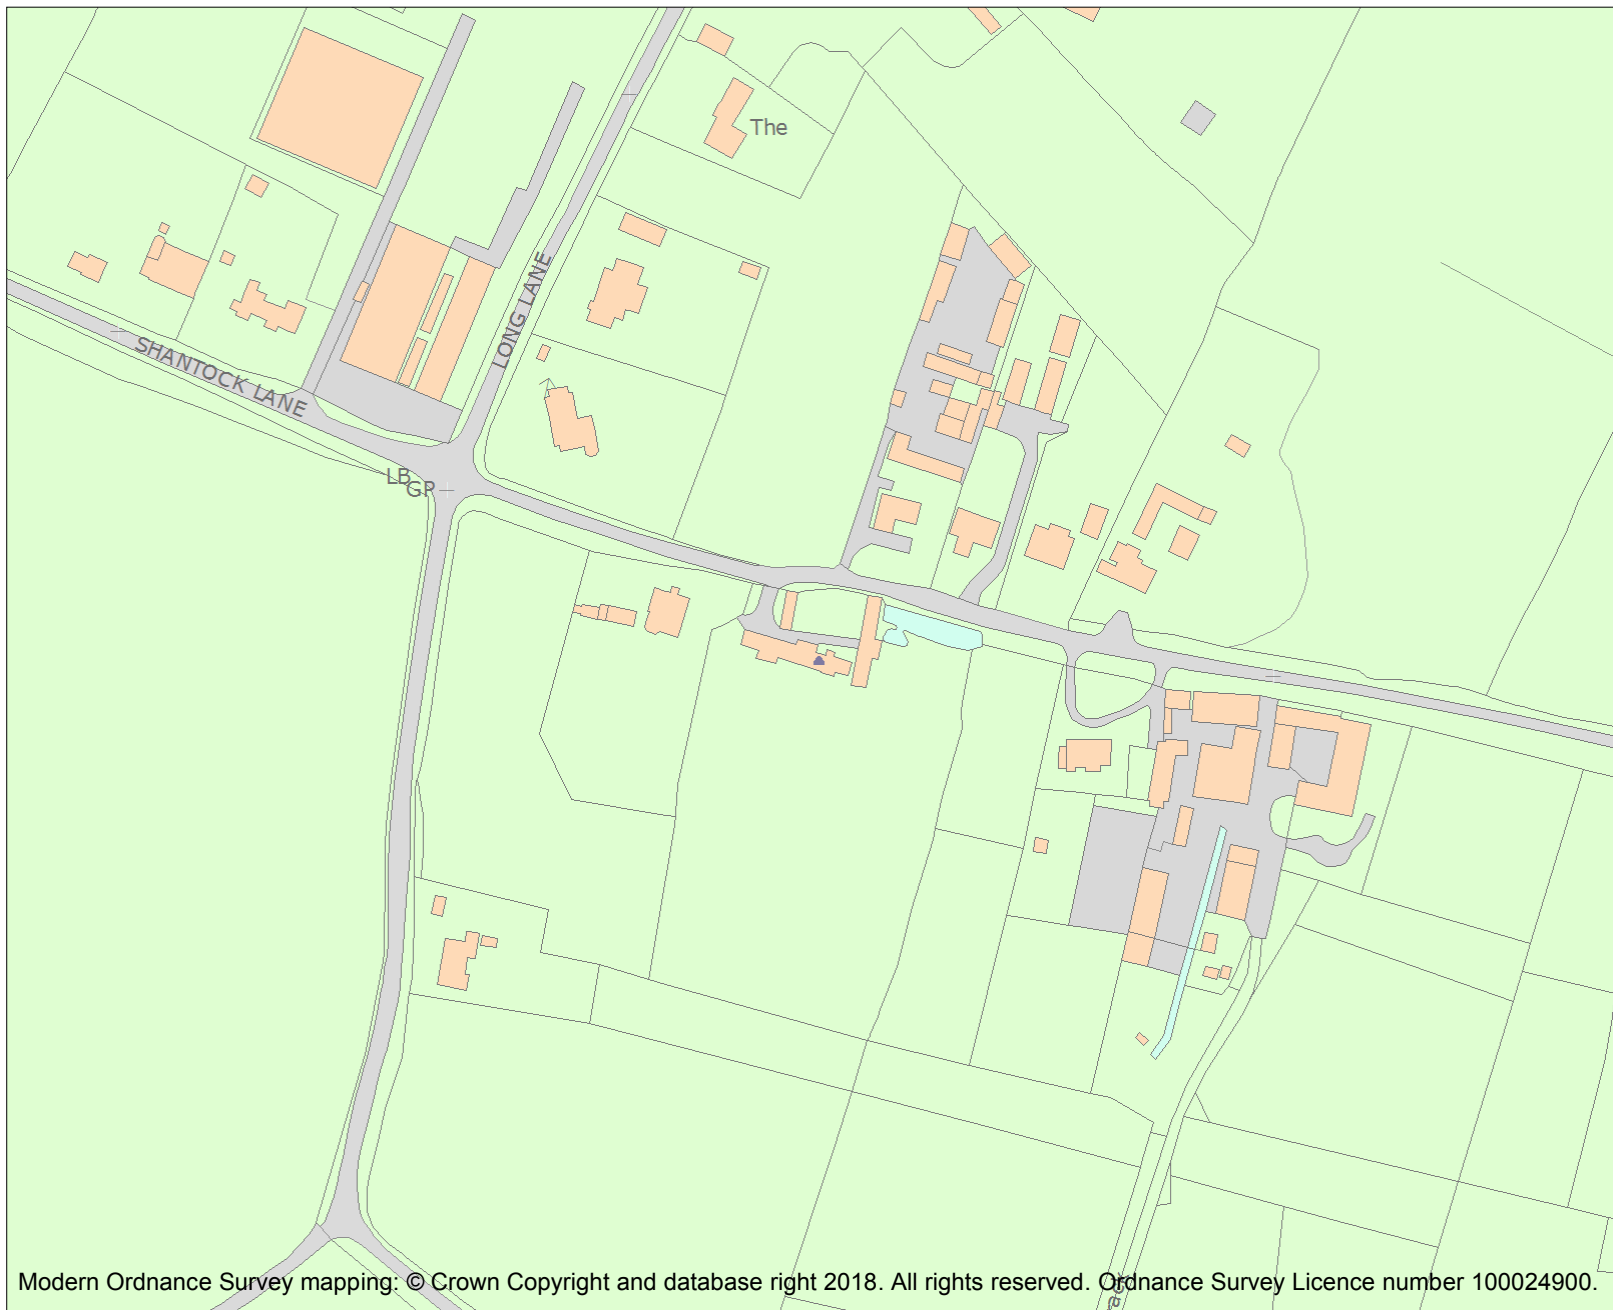 The
LONG LANE
SHANTOCK LANE
LB
GP
Modern Ordnance Survey mapping: © Crown Copyright and database right 2018. All rights reserved. Ordnance Survey Licence number 100024900.